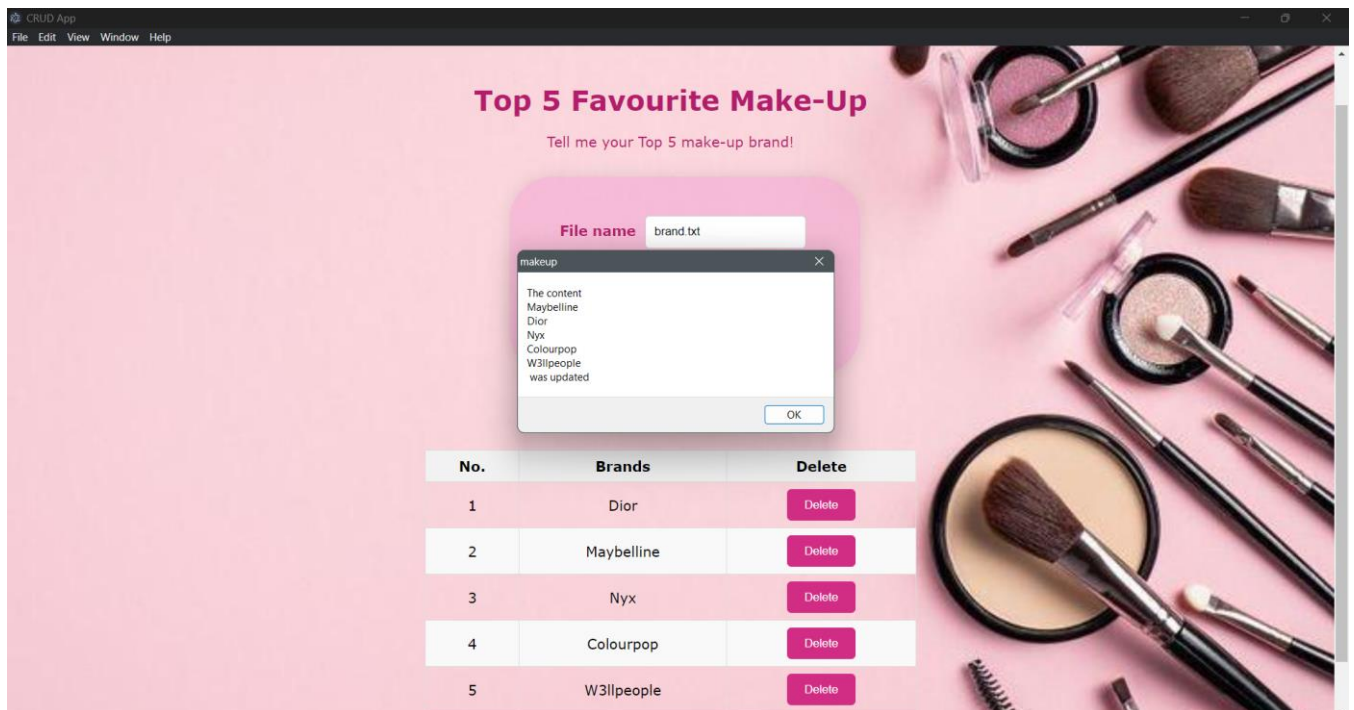 CRUD App
File Edit View Window Help
Top 5 Favourite Make-Up
Tell me your Top 5 make-up brand!
File name brand.txt
makeup
The content
Maybelline
Dior
Nyx
Colourpop
W3llpeople
was updated
OK
No. Brands Delete
1 Dior Delete
2 Maybelline Delete
3 Nyx Delete
4 Colourpop Delete
5 W3llpeople Delete